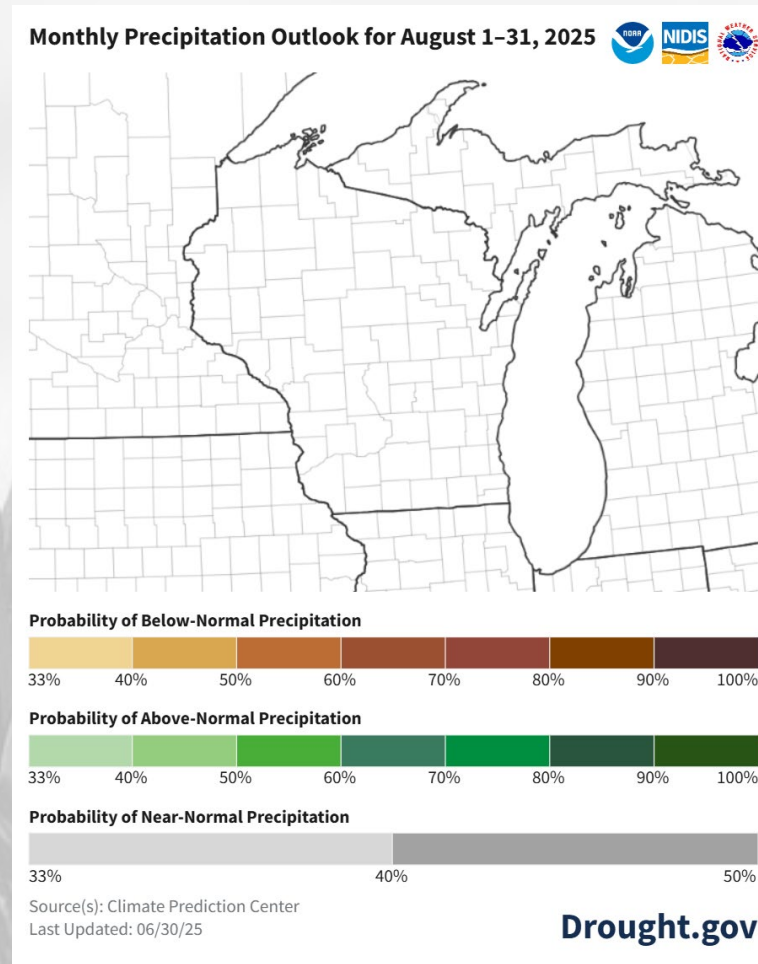 Monthly Precipitation Outlook for August 1–31, 2025
NOAA
NIDIS
Probability of Below-Normal Precipitation
33% 40% 50% 60% 70% 80% 90% 100%
Probability of Above-Normal Precipitation
33% 40% 50% 60% 70% 80% 90% 100%
Probability of Near-Normal Precipitation
33% 40% 50%
Source(s): Climate Prediction Center
Last Updated: 06/30/25
Drought.gov